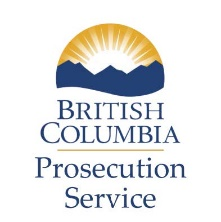 BRITISH
COLUMBIA
Prosecution
Service